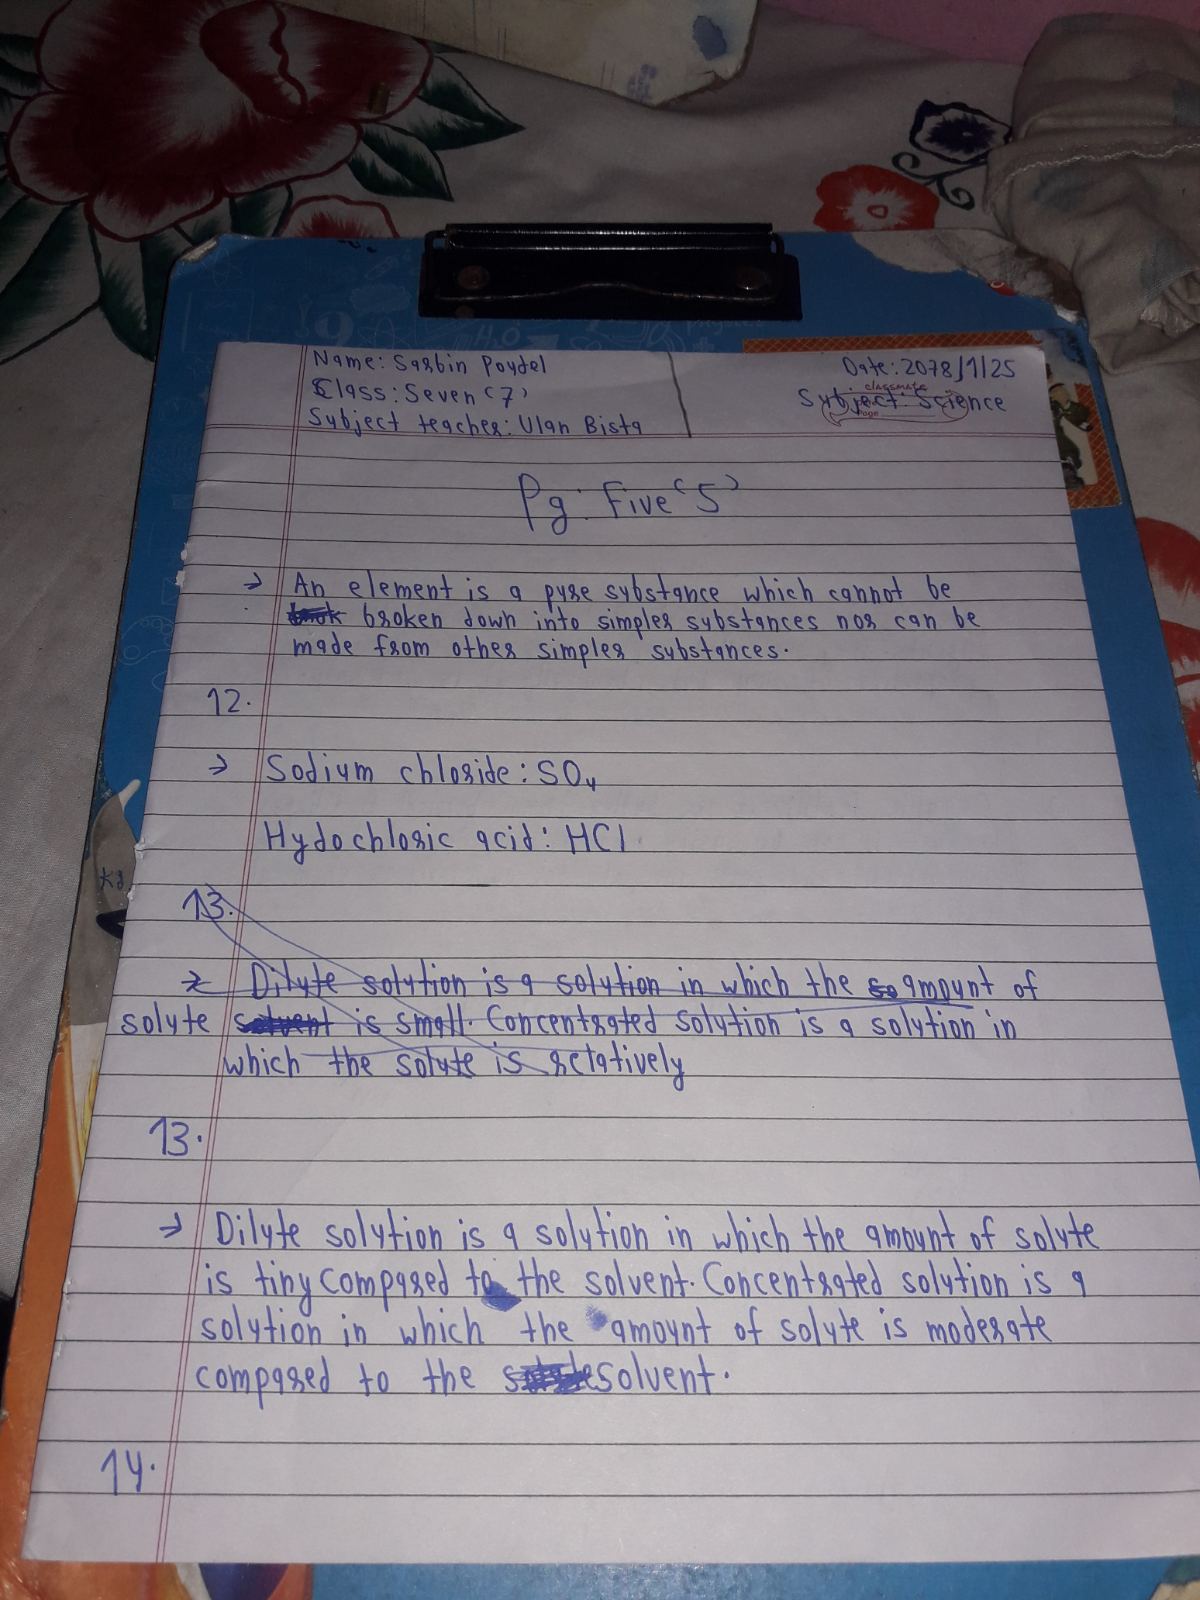 Name: Sarbin Poudel
Class: Seven (7)
Subject teacher: Ulan Bista
Date: 2078/1/25
classmate
Subject: Science
Page
Pg: Five (5)
→ An element is a pure substance which cannot be
broken down into simpler substances nor can be
made from other simpler substances.
12.
→ Sodium chloride: SO4
Hydochloric acid: HCl
13.
→ Dilute solution is a solution in which the so amount of
solute solvent is small. Concentrated solution is a solution in
which the solute is relatively
13.
→ Dilute solution is a solution in which the amount of solute
is tiny compared to the solvent. Concentrated solution is a
solution in which the amount of solute is moderate
compared to the solvent.
14.